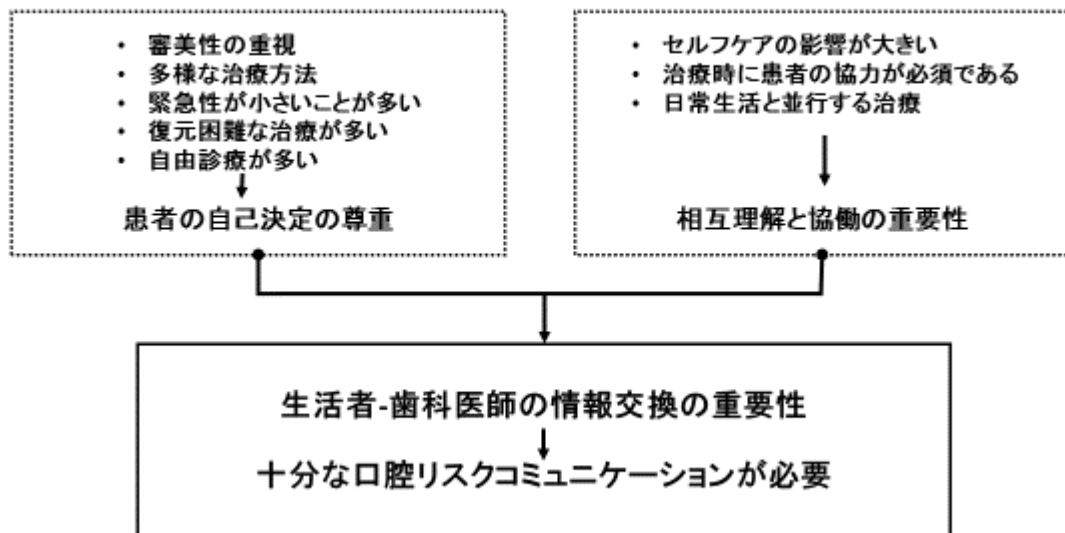 ・ 審美性の重視
・ 多様な治療方法
・ 緊急性が小さいことが多い
・ 復元困難な治療が多い
・ 自由診療が多い
患者の自己決定の尊重
・ セルフケアの影響が大きい
・ 治療時に患者の協力が必須である
・ 日常生活と並行する治療
相互理解と協働の重要性
生活者-歯科医師の情報交換の重要性
十分な口腔リスクコミュニケーションが必要